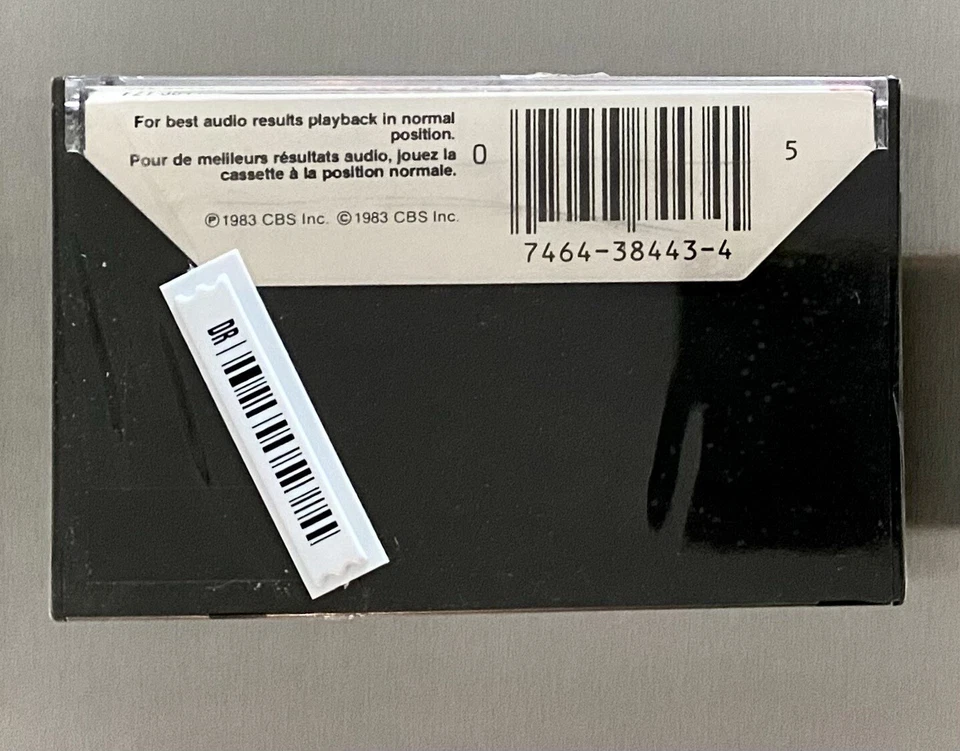 For best audio results playback in normal
position.
Pour de meilleurs résultats audio, jouez la
cassette à la position normale.
℗ 1983 CBS Inc. © 1983 CBS Inc.
0
5
7464-38443-4
DR